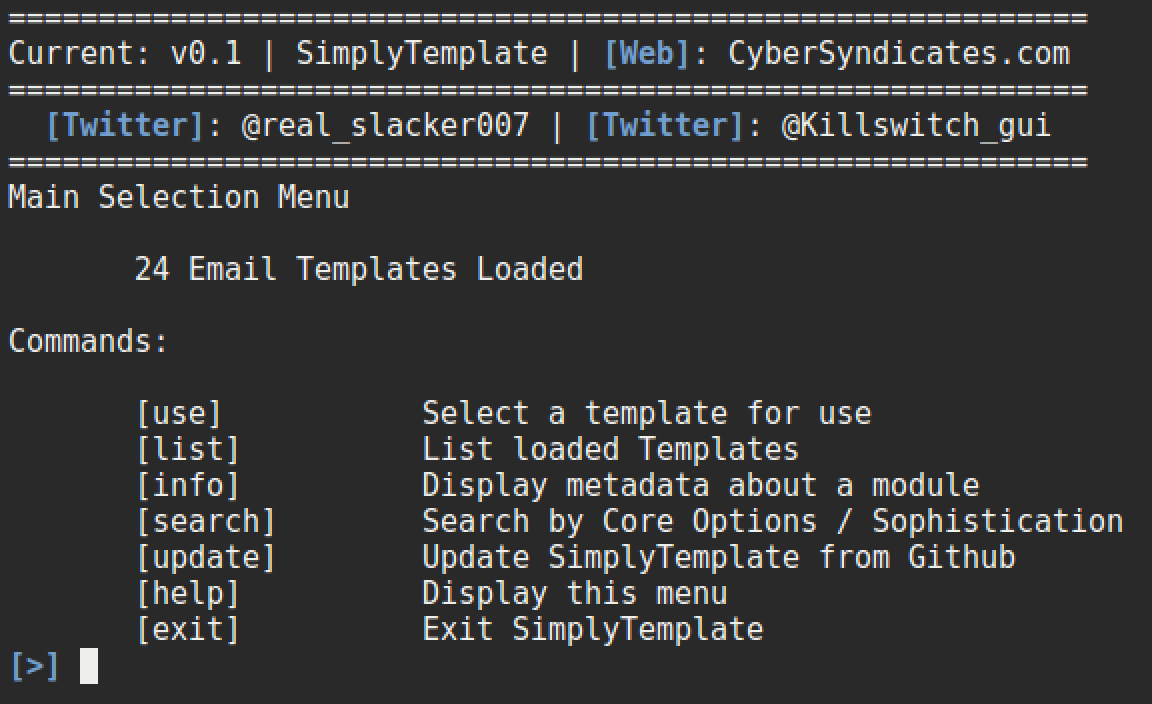 ============================================================
Current: v0.1 | SimplyTemplate | [Web]: CyberSyndicates.com
============================================================
[Twitter]: @real_slacker007 | [Twitter]: @Killswitch_gui
============================================================
Main Selection Menu
24 Email Templates Loaded
Commands:
[use] Select a template for use
[list] List loaded Templates
[info] Display metadata about a module
[search] Search by Core Options / Sophistication
[update] Update SimplyTemplate from Github
[help] Display this menu
[exit] Exit SimplyTemplate
[>]